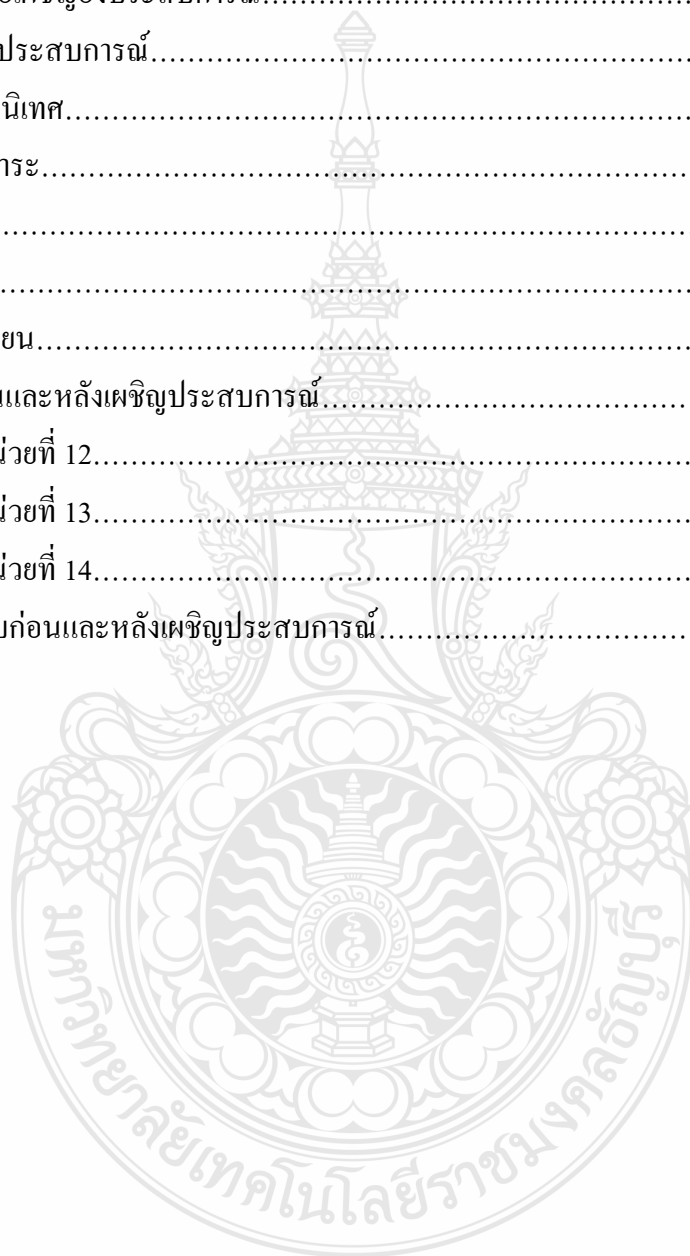 ประสบการณ์......................................................
นิเทศ......................................................
าระ......................................................
......................................................
......................................................
ยน......................................................
นและหลังเผชิญประสบการณ์......................................................
น่วยที่ 12......................................................
น่วยที่ 13......................................................
น่วยที่ 14......................................................
บก่อนและหลังเผชิญประสบการณ์......................................................
มหาวิทยาลัยเทคโนโลยีราชมงคลธัญบุรี